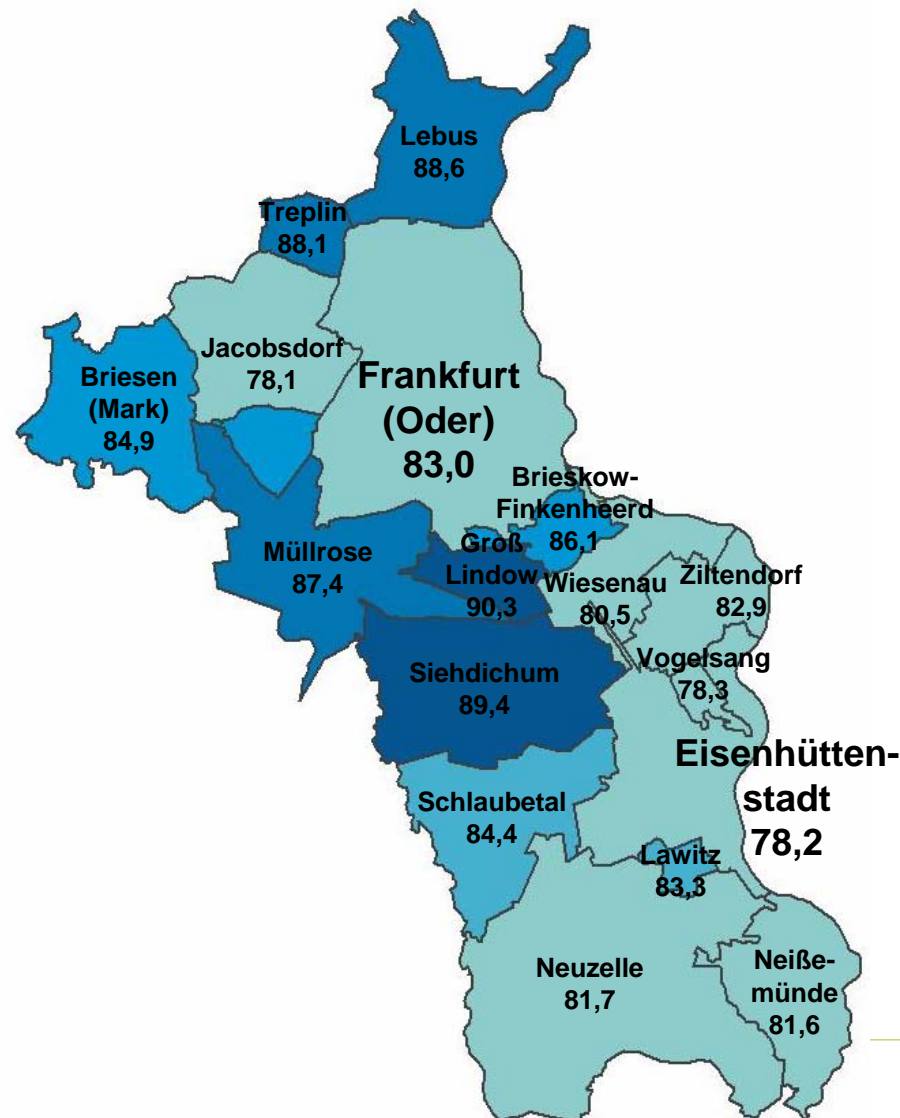 Lebus
88,6
Treplin
88,1
Jacobsdorf
78,1
Briesen
(Mark)
84,9
Frankfurt
(Oder)
83,0
Brieskow-
Finkenheerd
86,1
Müllrose
87,4
Groß
Lindow
90,3
Wiesenau
80,5
Ziltendorf
82,9
Vogelsang
78,3
Siehdichum
89,4
Eisenhütten-
stadt
78,2
Schlaubetal
84,4
Lawitz
83,3
Neuzelle
81,7
Neiße-
münde
81,6